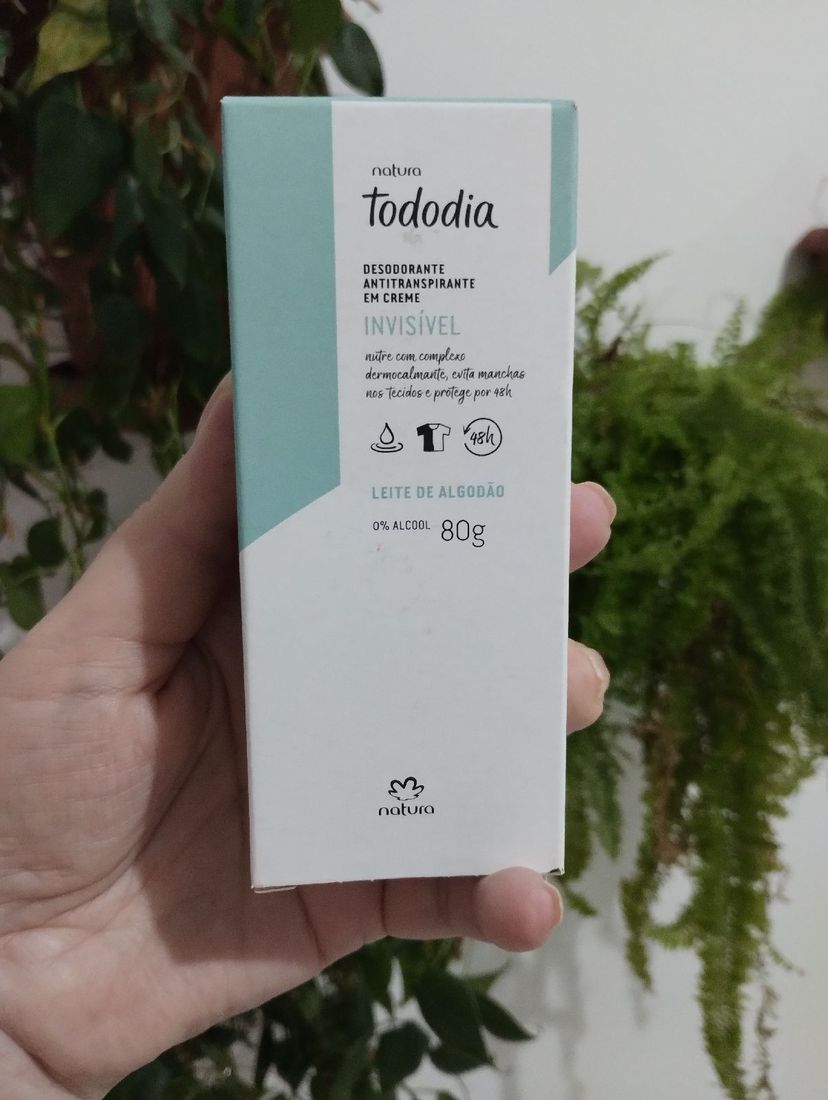 natura
Tododia
DESODORANTE
ANTITRANSPIRANTE
EM CREME
INVISÍVEL
nutre com complexo
dermocalmante, evita manchas
nos tecidos e protege por 48h
48h
LEITE DE ALGODÃO
0% ALCOOL 80g
natura